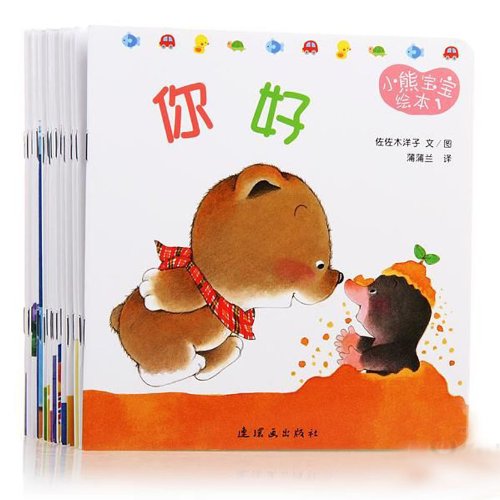 小熊宝宝
绘本1
你好
佐佐木洋子 文/图
蒲蒲兰 译
连环画出版社